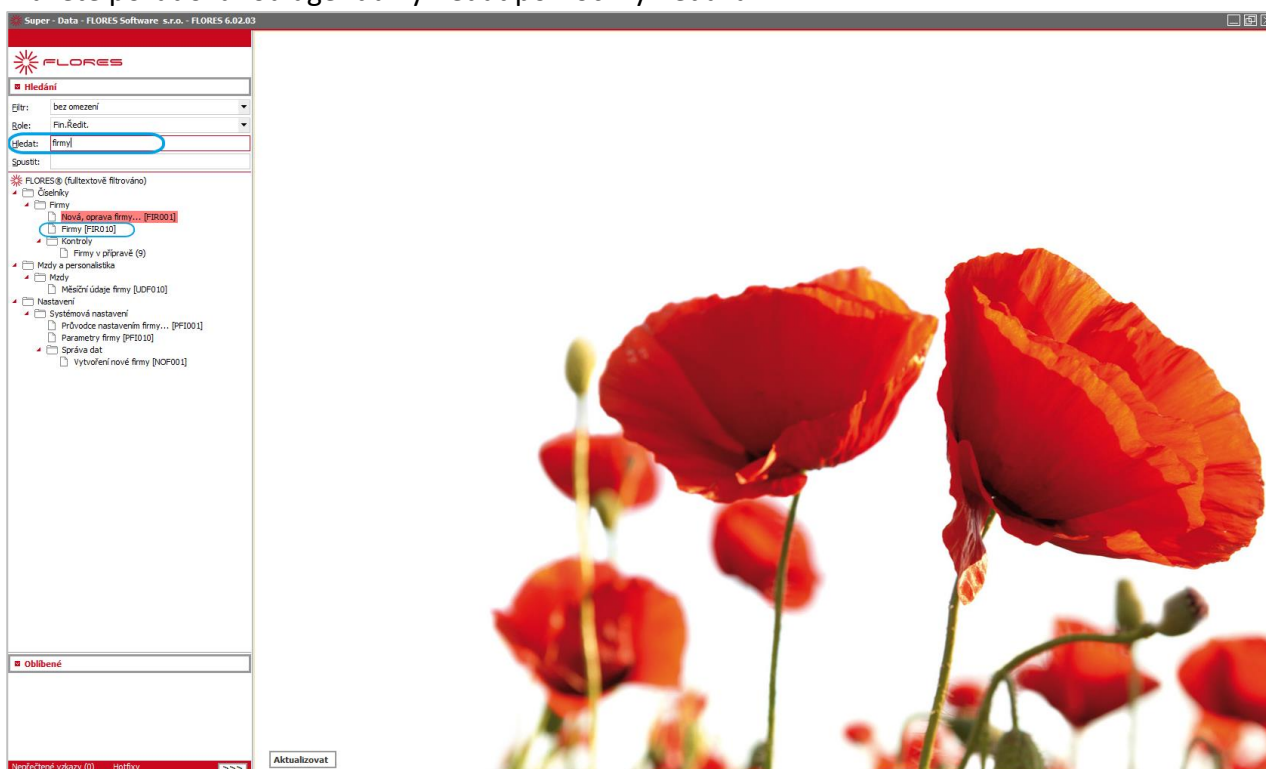 Super - Data - FLORES Software s.r.o. - FLORES 6.02.03
FLORES
Hledání
Filtr: bez omezení
Role: Fin.Ředit.
Hledat: firmy
Spustit:
FLORES® (fulltextově filtrováno)
Číselníky
Firmy
Nová, oprava firmy... [FIR001]
Firmy [FIR010]
Kontroly
Firmy v přípravě (9)
Mzdy a personalistika
Mzdy
Měsíční údaje firmy [UDF010]
Nastavení
Systémová nastavení
Průvodce nastavením firmy... [PFI001]
Parametry firmy [PFI010]
Správa dat
Vytvoření nové firmy [NOF001]
Oblíbené
Aktualizovat
Nepřečtené vzkazy (0) Hotfixy >>>